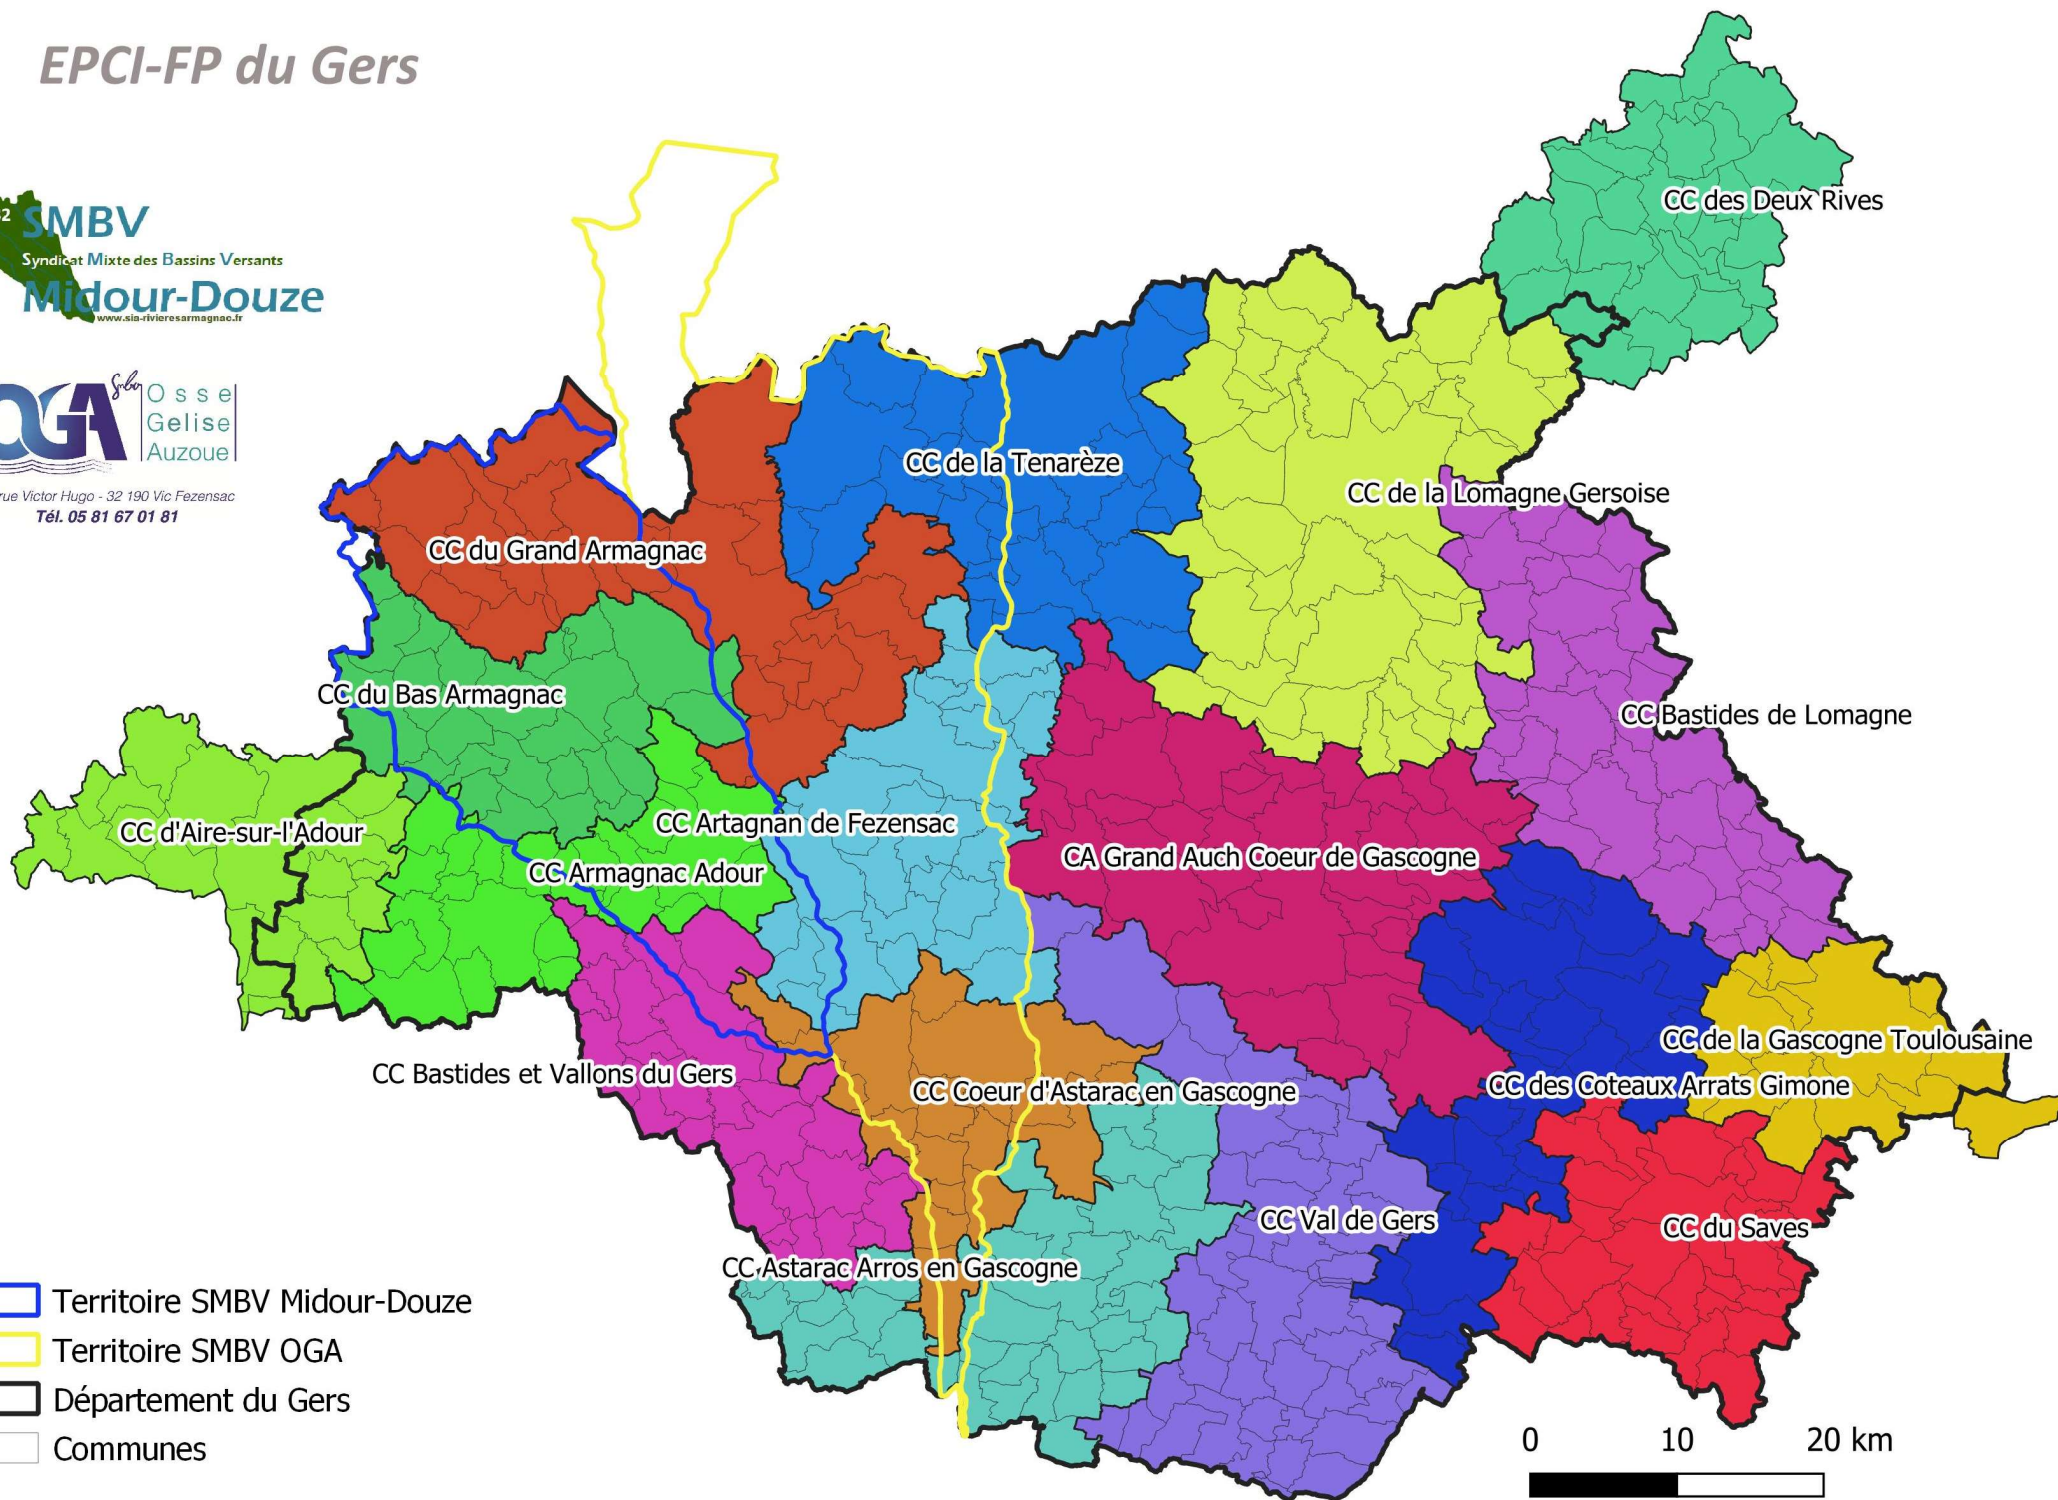 EPCI-FP du Gers
SMBV
Syndicat Mixte des Bassins Versants
Midour-Douze
www.sia-rivieresarmagnac.fr
OGA
Smbv
Osse
Gelise
Auzoue
rue Victor Hugo - 32 190 Vic Fezensac
Tél. 05 81 67 01 81
CC des Deux Rives
CC de la Tenarèze
CC de la Lomagne Gersoise
CC du Grand Armagnac
CC du Bas Armagnac
CC Bastides de Lomagne
CC d'Aire-sur-l'Adour
CC Artagnan de Fezensac
CC Armagnac Adour
CA Grand Auch Coeur de Gascogne
CC de la Gascogne Toulousaine
CC Bastides et Vallons du Gers
CC Coeur d'Astarac en Gascogne
CC des Coteaux Arrats Gimone
CC Val de Gers
CC du Saves
CC Astarac Arros en Gascogne
Territoire SMBV Midour-Douze
Territoire SMBV OGA
Département du Gers
Communes
0 10 20 km